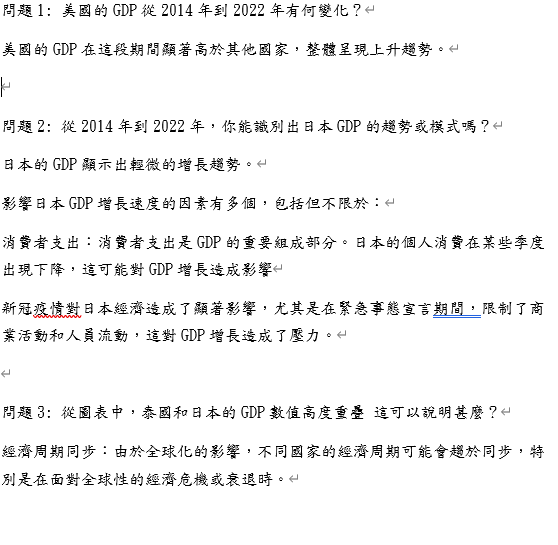 問題 1: 美國的 GDP 從 2014 年到 2022 年有何變化？
美國的 GDP 在這段期間顯著高於其他國家，整體呈現上升趨勢。
問題 2: 從 2014 年到 2022 年，你能識別出日本 GDP 的趨勢或模式嗎？
日本的 GDP 顯示出輕微的增長趨勢。
影響日本 GDP 增長速度的因素有多個，包括但不限於：
消費者支出：消費者支出是 GDP 的重要組成部分。日本的個人消費在某些季度
出現下降，這可能對 GDP 增長造成影響
新冠疫情對日本經濟造成了顯著影響，尤其是在緊急事態宣言期間，限制了商
業活動和人員流動，這對 GDP 增長造成了壓力。
問題 3: 從圖表中，泰國和日本的 GDP 數值高度重疊 這可以說明甚麼？
經濟周期同步：由於全球化的影響，不同國家的經濟周期可能會趨於同步，特
別是在面對全球性的經濟危機或衰退時。